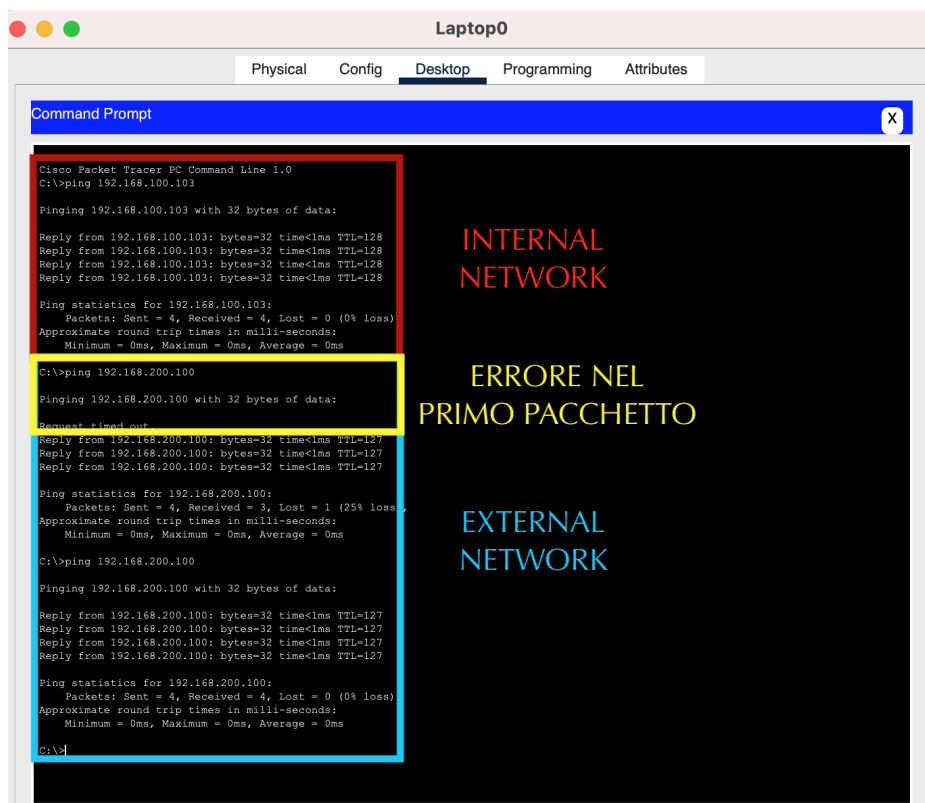 Laptop0
Physical Config Desktop Programming Attributes
Command Prompt
X
Cisco Packet Tracer PC Command Line 1.0
C:\>ping 192.168.100.103
Pinging 192.168.100.103 with 32 bytes of data:
Reply from 192.168.100.103: bytes=32 time<1ms TTL=128
Reply from 192.168.100.103: bytes=32 time<1ms TTL=128
Reply from 192.168.100.103: bytes=32 time<1ms TTL=128
Reply from 192.168.100.103: bytes=32 time<1ms TTL=128
Ping statistics for 192.168.100.103:
Packets: Sent = 4, Received = 4, Lost = 0 (0% loss)
Approximate round trip times in milli-seconds:
Minimum = 0ms, Maximum = 0ms, Average = 0ms
INTERNAL
NETWORK
C:\>ping 192.168.200.100
Pinging 192.168.200.100 with 32 bytes of data:
Request timed out.
ERRORE NEL
PRIMO PACCHETTO
Reply from 192.168.200.100: bytes=32 time<1ms TTL=127
Reply from 192.168.200.100: bytes=32 time<1ms TTL=127
Reply from 192.168.200.100: bytes=32 time<1ms TTL=127
Ping statistics for 192.168.200.100:
Packets: Sent = 4, Received = 3, Lost = 1 (25% loss,
Approximate round trip times in milli-seconds:
Minimum = 0ms, Maximum = 0ms, Average = 0ms
C:\>ping 192.168.200.100
Pinging 192.168.200.100 with 32 bytes of data:
Reply from 192.168.200.100: bytes=32 time<1ms TTL=127
Reply from 192.168.200.100: bytes=32 time<1ms TTL=127
Reply from 192.168.200.100: bytes=32 time<1ms TTL=127
Reply from 192.168.200.100: bytes=32 time<1ms TTL=127
Ping statistics for 192.168.200.100:
Packets: Sent = 4, Received = 4, Lost = 0 (0% loss)
Approximate round trip times in milli-seconds:
Minimum = 0ms, Maximum = 0ms, Average = 0ms
C:\>
EXTERNAL
NETWORK